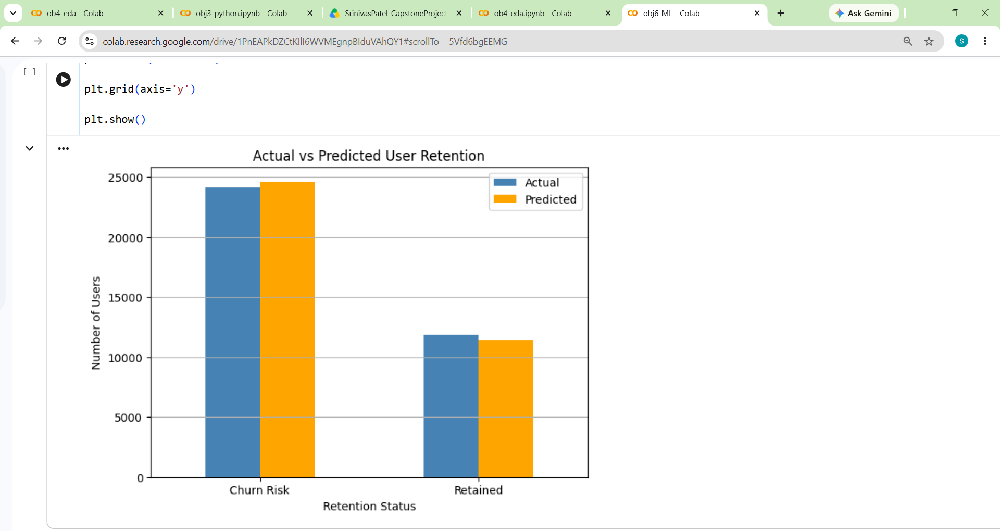 ob4_eda - Colab
obj3_python.ipynb - Colab
SrinivasPatel_CapstoneProject
ob4_eda.ipynb - Colab
obj6_ML - Colab
Ask Gemini
colab.research.google.com/drive/1PnEAPkDZCtKIlI6WVMEgnpBIduVAhQY1#scrollTo=_5Vfd6bgEEMG
S
[ ]
plt.grid(axis='y')
plt.show()
Actual vs Predicted User Retention
Actual
Predicted
25000
20000
15000
10000
5000
0
Number of Users
Churn Risk
Retained
Retention Status